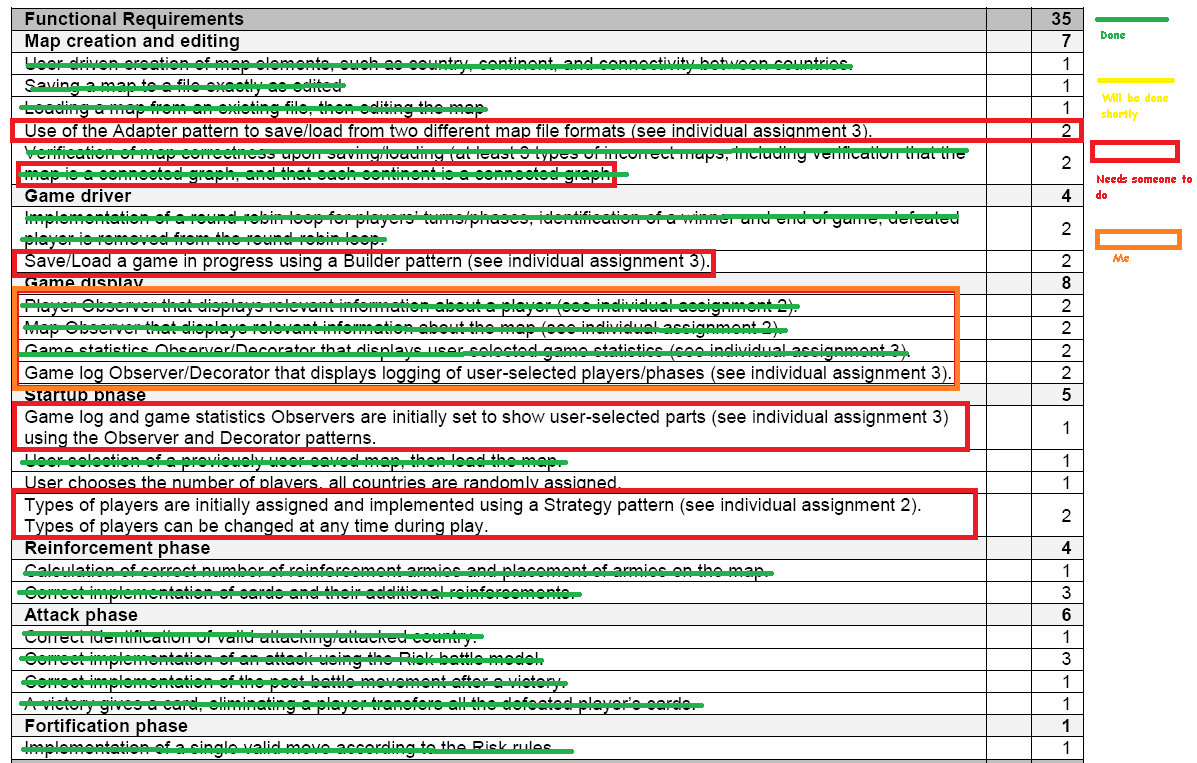 Functional Requirements 35
Map creation and editing 7
User-driven creation of map elements, such as country, continent, and connectivity between countries. 1
Saving a map to a file exactly as edited 1
Loading a map from an existing file, then editing the map 1
Use of the Adapter pattern to save/load from two different map file formats (see individual assignment 3). 2
Verification of map correctness upon saving/loading (at least 3 types of incorrect maps, including verification that the
map is a connected graph, and that each continent is a connected graph 2
Game driver 4
Implementation of a round-robin loop for players' turns/phases, identification of a winner and end of game, defeated
player is removed from the round-robin loop. 2
Save/Load a game in progress using a Builder pattern (see individual assignment 3). 2
Game display 8
Player Observer that displays relevant information about a player (see individual assignment 2). 2
Map Observer that displays relevant information about the map (see individual assignment 2). 2
Game statistics Observer/Decorator that displays user-selected game statistics (see individual assignment 3). 2
Game log Observer/Decorator that displays logging of user-selected players/phases (see individual assignment 3). 2
Startup phase 5
Game log and game statistics Observers are initially set to show user-selected parts (see individual assignment 3)
using the Observer and Decorator patterns. 1
User selection of a previously user-saved map, then load the map. 1
User chooses the number of players, all countries are randomly assigned. 1
Types of players are initially assigned and implemented using a Strategy pattern (see individual assignment 2).
Types of players can be changed at any time during play. 2
Reinforcement phase 4
Calculation of correct number of reinforcement armies and placement of armies on the map. 1
Correct implementation of cards and their additional reinforcements. 3
Attack phase 6
Correct identification of valid attacking/attacked country. 1
Correct implementation of an attack using the Risk battle model. 3
Correct implementation of the post-battle movement after a victory. 1
A victory gives a card, eliminating a player transfers all the defeated player's cards. 1
Fortification phase 1
Implementation of a single valid move according to the Risk rules 1
Done
Will be done
shortly
Needs someone to
do
Me